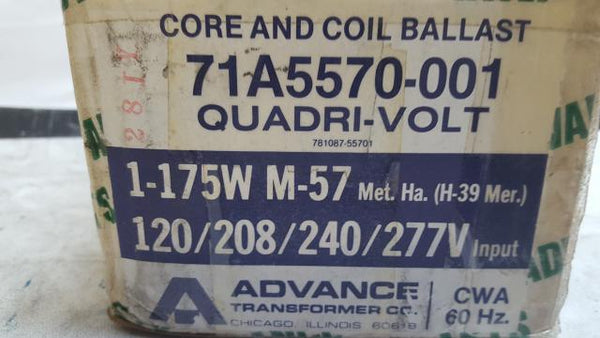 CORE AND COIL BALLAST
71A5570-001
QUADRI-VOLT
781087-55701
1-175W M-57 Met. Ha. (H-39 Mer.)
120/208/240/277V Input
ADVANCE
TRANSFORMER CO.
CHICAGO, ILLINOIS 60618
CWA
60 Hz.